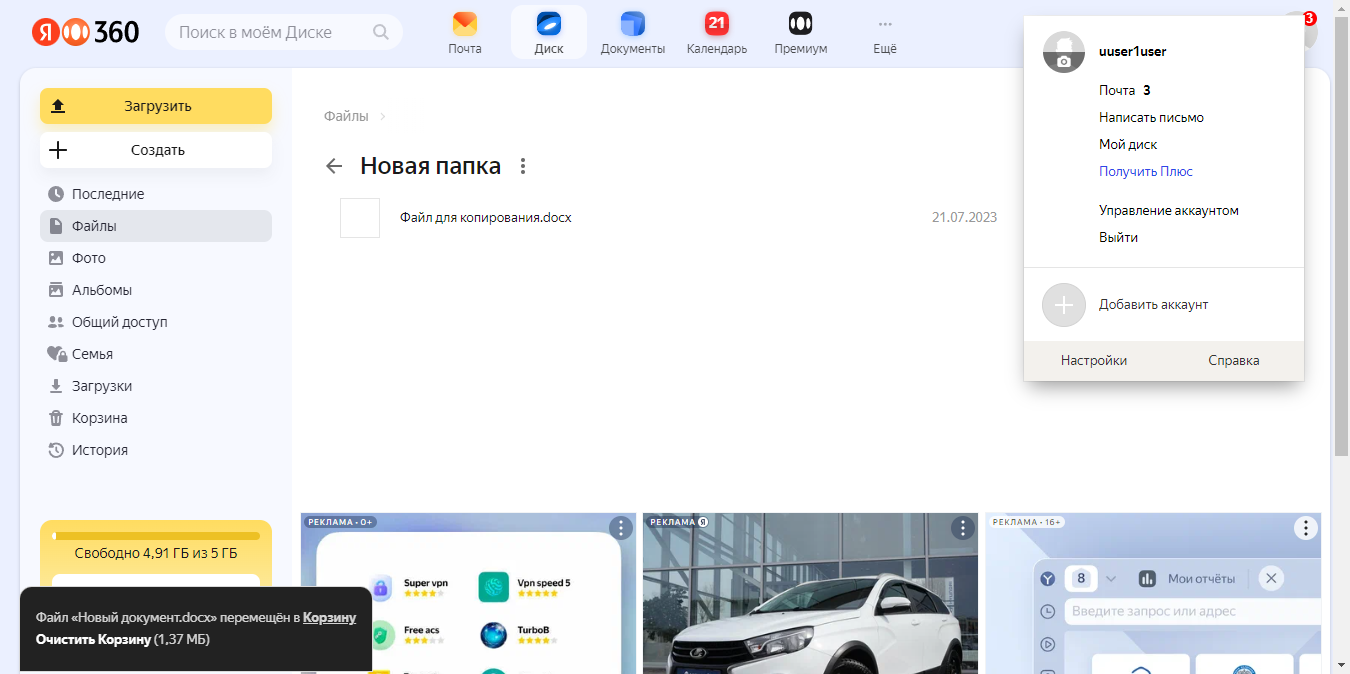 Я 360
Поиск в моём Диске
Почта
Диск
Документы
21
Календарь
Премиум
Ещё
3
uuser1user
Почта 3
Написать письмо
Мой диск
Получить Плюс
Управление аккаунтом
Выйти
Добавить аккаунт
Настройки
Справка
Загрузить
Создать
Последние
Файлы
Фото
Альбомы
Общий доступ
Семья
Загрузки
Корзина
История
Свободно 4,91 ГБ из 5 ГБ
Файлы
Новая папка
Файл для копирования.docx
21.07.2023
Файл «Новый документ.docx» перемещён в Корзину
Очистить Корзину (1,37 МБ)
РЕКЛАМА • 0+
Super vpn
Vpn speed 5
Free acs
TurboB
РЕКЛАМА Я
РЕКЛАМА • 16+
8
Мои отчёты
Введите запрос или адрес